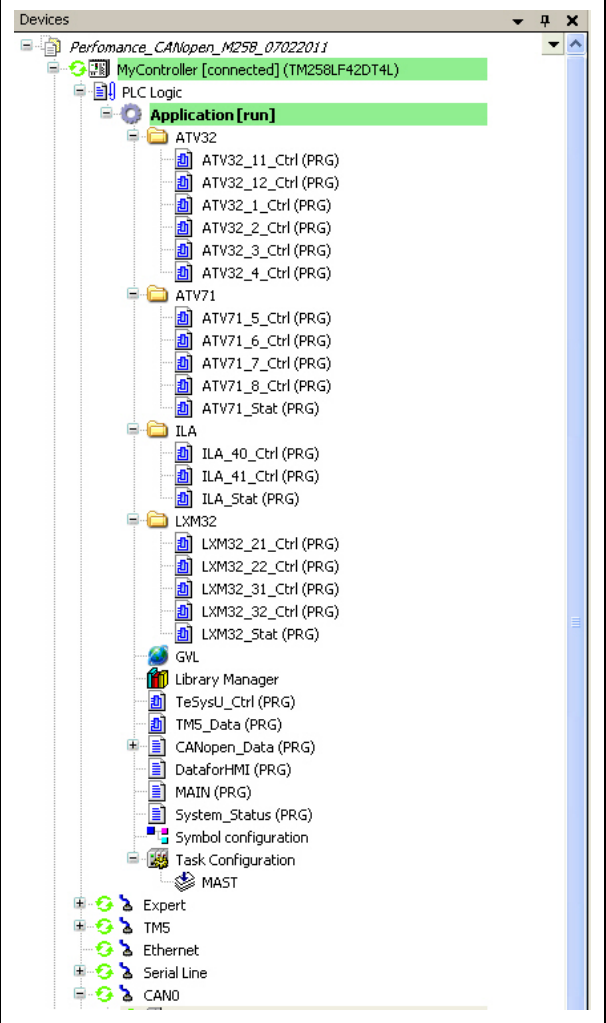 Devices
Perfomance_CANopen_M258_07022011
MyController [connected] (TM258LF42DT4L)
PLC Logic
Application [run]
ATV32
ATV32_11_Ctrl (PRG)
ATV32_12_Ctrl (PRG)
ATV32_1_Ctrl (PRG)
ATV32_2_Ctrl (PRG)
ATV32_3_Ctrl (PRG)
ATV32_4_Ctrl (PRG)
ATV71
ATV71_5_Ctrl (PRG)
ATV71_6_Ctrl (PRG)
ATV71_7_Ctrl (PRG)
ATV71_8_Ctrl (PRG)
ATV71_Stat (PRG)
ILA
ILA_40_Ctrl (PRG)
ILA_41_Ctrl (PRG)
ILA_Stat (PRG)
LXM32
LXM32_21_Ctrl (PRG)
LXM32_22_Ctrl (PRG)
LXM32_31_Ctrl (PRG)
LXM32_32_Ctrl (PRG)
LXM32_Stat (PRG)
GVL
Library Manager
TeSysU_Ctrl (PRG)
TM5_Data (PRG)
CANopen_Data (PRG)
DataforHMI (PRG)
MAIN (PRG)
System_Status (PRG)
Symbol configuration
Task Configuration
MAST
Expert
TM5
Ethernet
Serial Line
CAN0